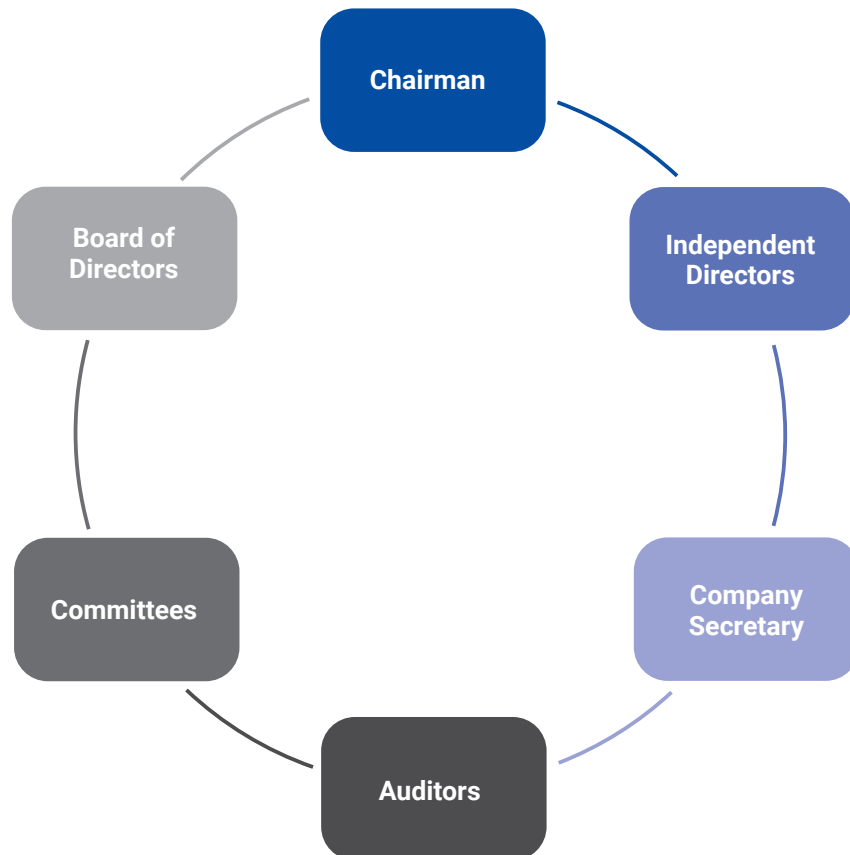 Chairman
Independent
Directors
Company
Secretary
Auditors
Committees
Board of
Directors